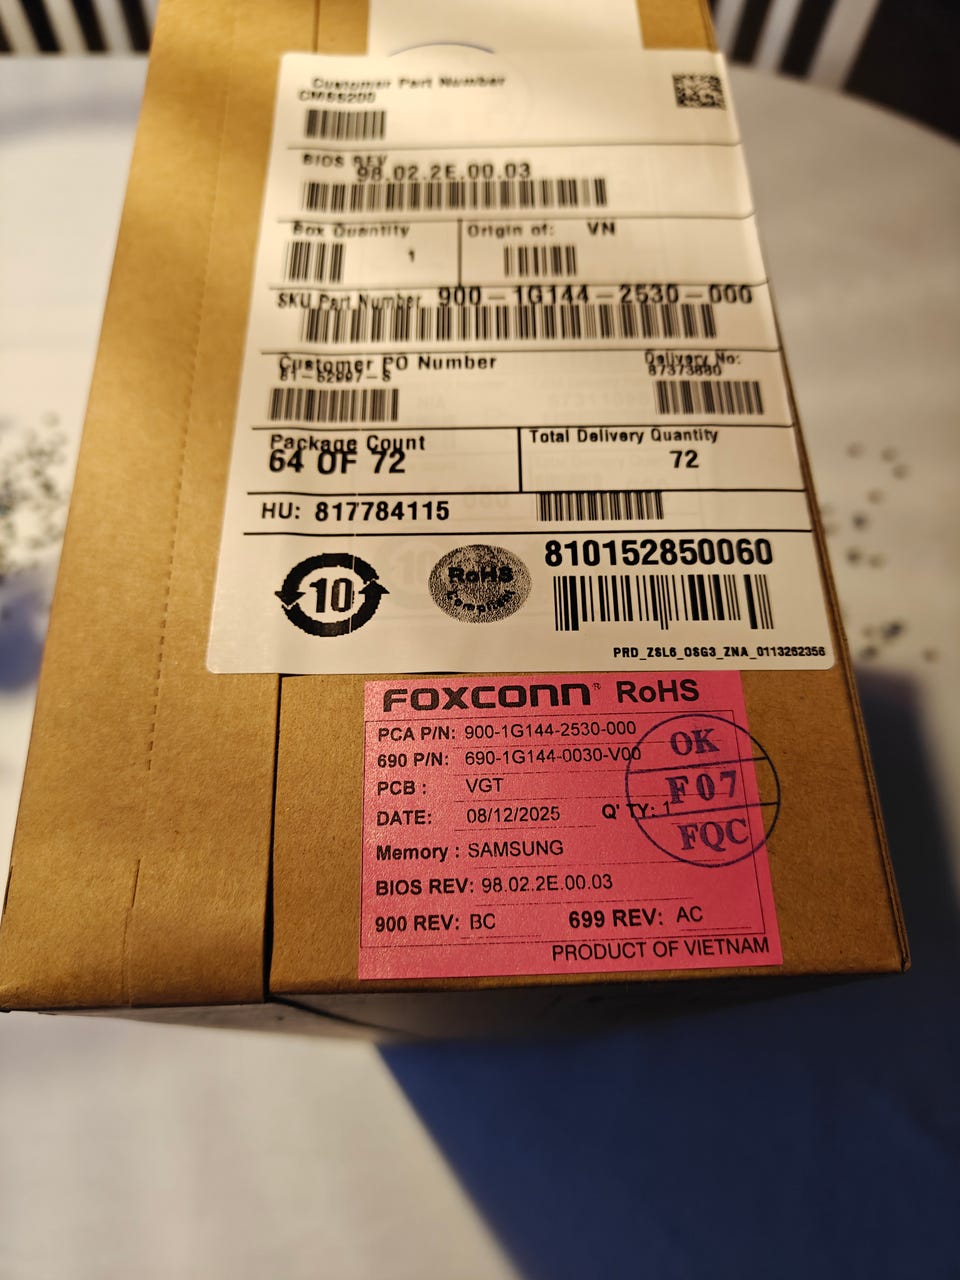 Customer Part Number
BIOS REV
98.02.2E.00.03
Box Quantity
1
Origin of: VN
SKU Part Number 900-1G144-2530-000
Customer PO Number
Delivery No:
Package Count
64 OF 72
Total Delivery Quantity
72
HU: 817784115
10
RoHS
Compliant
810152850060
PRD_ZSL6_OSG3_ZNA_0113262356
FOXCONN® RoHS
PCA P/N: 900-1G144-2530-000
690 P/N: 690-1G144-0030-V00
PCB : VGT
DATE: 08/12/2025 Q'TY: 1
Memory : SAMSUNG
BIOS REV: 98.02.2E.00.03
900 REV: BC 699 REV: AC
PRODUCT OF VIETNAM
OK
F07
FQC